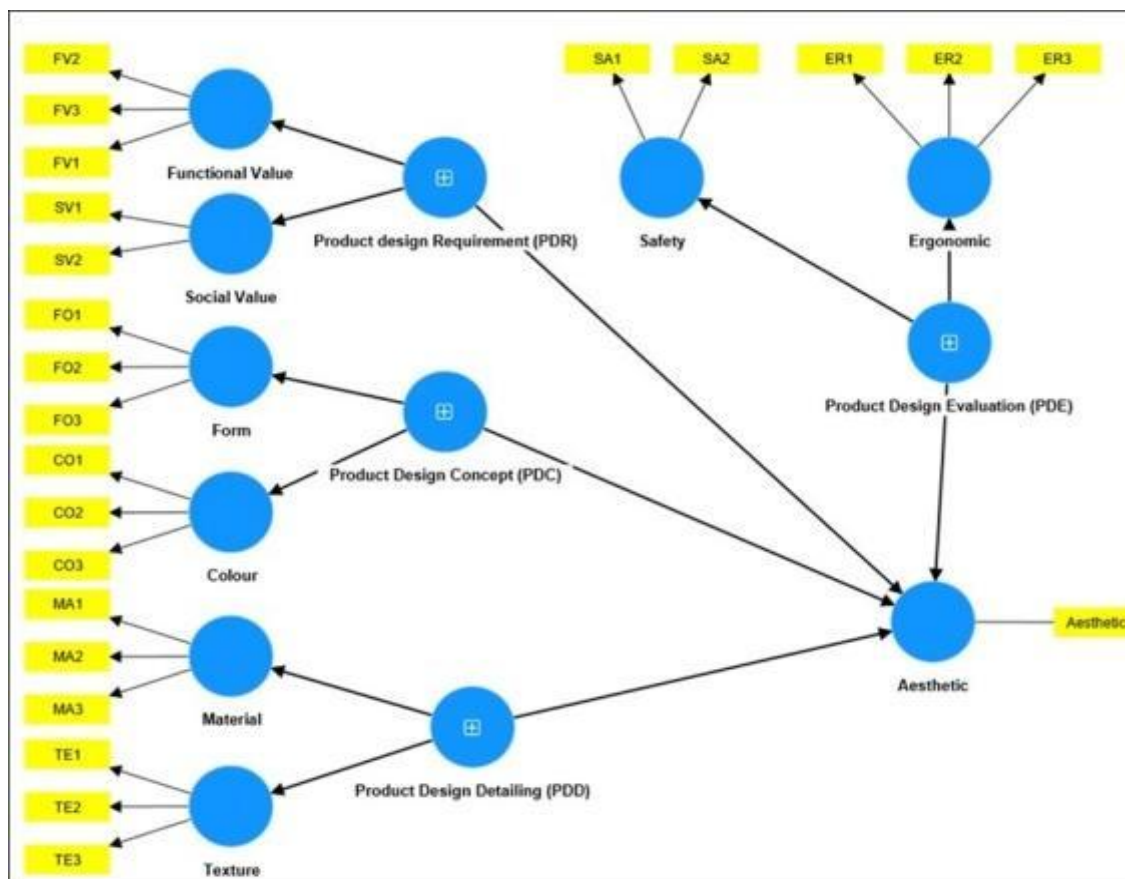 FV2
FV3
FV1
Functional Value
SV1
SV2
Social Value
Product design Requirement (PDR)
SA1
SA2
Safety
ER1
ER2
ER3
Ergonomic
Product Design Evaluation (PDE)
FO1
FO2
FO3
Form
CO1
CO2
CO3
Colour
Product Design Concept (PDC)
MA1
MA2
MA3
Material
TE1
TE2
TE3
Texture
Product Design Detailing (PDD)
Aesthetic
Aesthetic